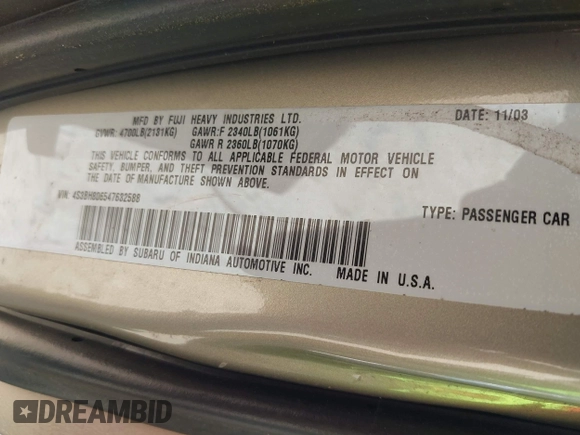 MFD BY FUJI HEAVY INDUSTRIES LTD. DATE: 11/03
GVWR: 4700LB(2131KG) GAWR:F 2340LB(1061KG)
GAWR R 2360LB(1070KG)
THIS VEHICLE CONFORMS TO ALL APPLICABLE FEDERAL MOTOR VEHICLE
SAFETY, BUMPER, AND THEFT PREVENTION STANDARDS IN EFFECT ON
THE DATE OF MANUFACTURE SHOWN ABOVE.
VIN: 4S3BH806547632588
TYPE: PASSENGER CAR
ASSEMBLED BY SUBARU OF INDIANA AUTOMOTIVE INC. MADE IN U.S.A.
DREAMBID